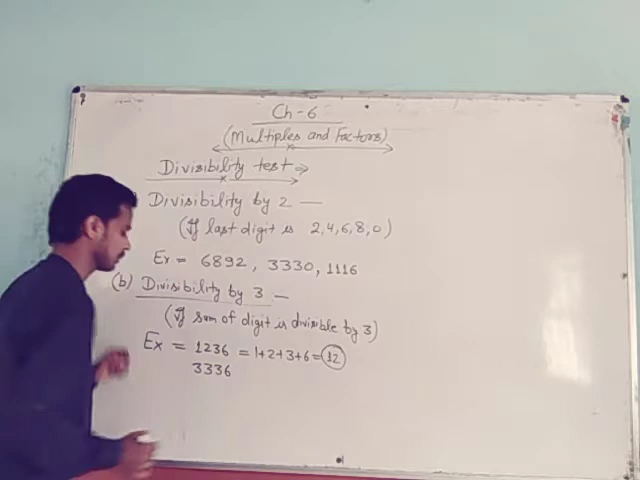 Ch-6
(Multiples and Factors)
Divisibility test ⇒
Divisibility by 2 —
(If last digit is 2,4,6,8,0)
Ex = 6892, 3330, 1116
(b) Divisibility by 3 —
(If sum of digit is divisible by 3)
Ex = 1236 = 1+2+3+6=12
3336